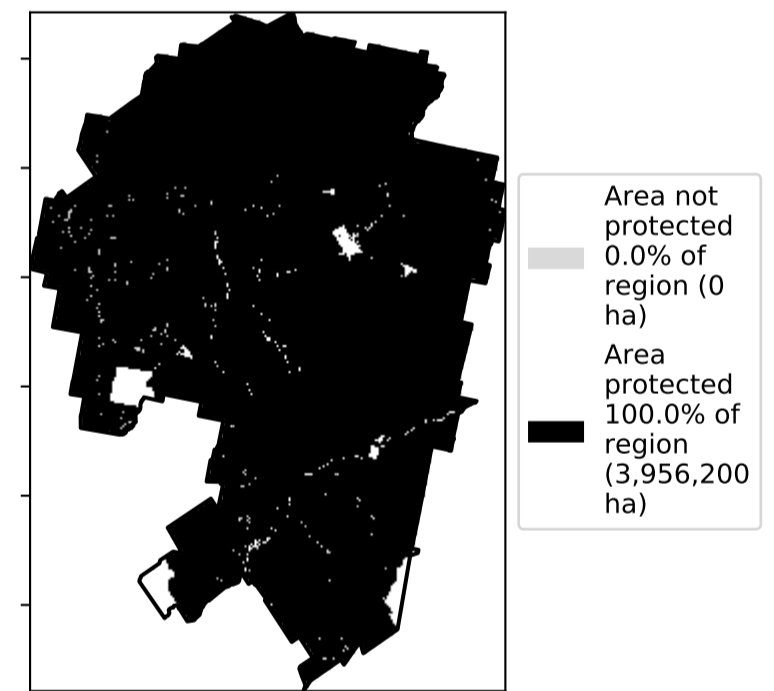 Area not
protected
0.0% of
region (0
ha)
Area
protected
100.0% of
region
(3,956,200
ha)